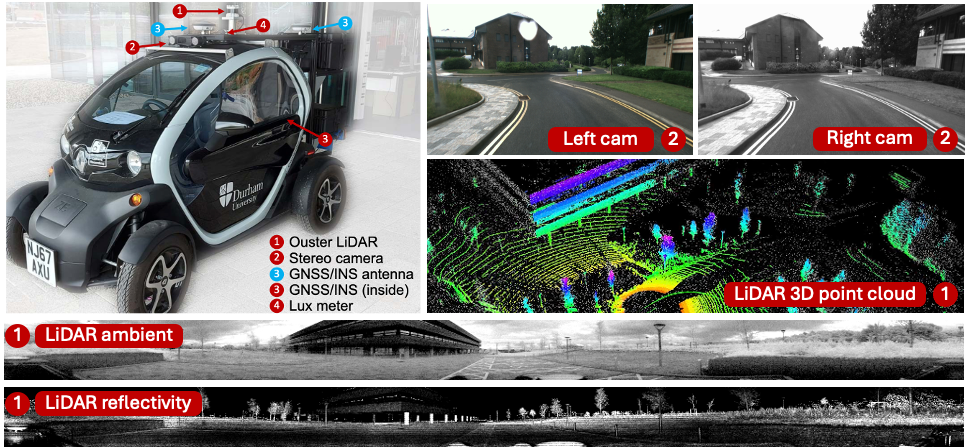 1
3
4
3
2
3
Durham
University
NJ67
AXU
1 Ouster LiDAR
2 Stereo camera
3 GNSS/INS antenna
3 GNSS/INS (inside)
4 Lux meter
Left cam 2
Right cam 2
LiDAR 3D point cloud 1
1 LiDAR ambient
1 LiDAR reflectivity